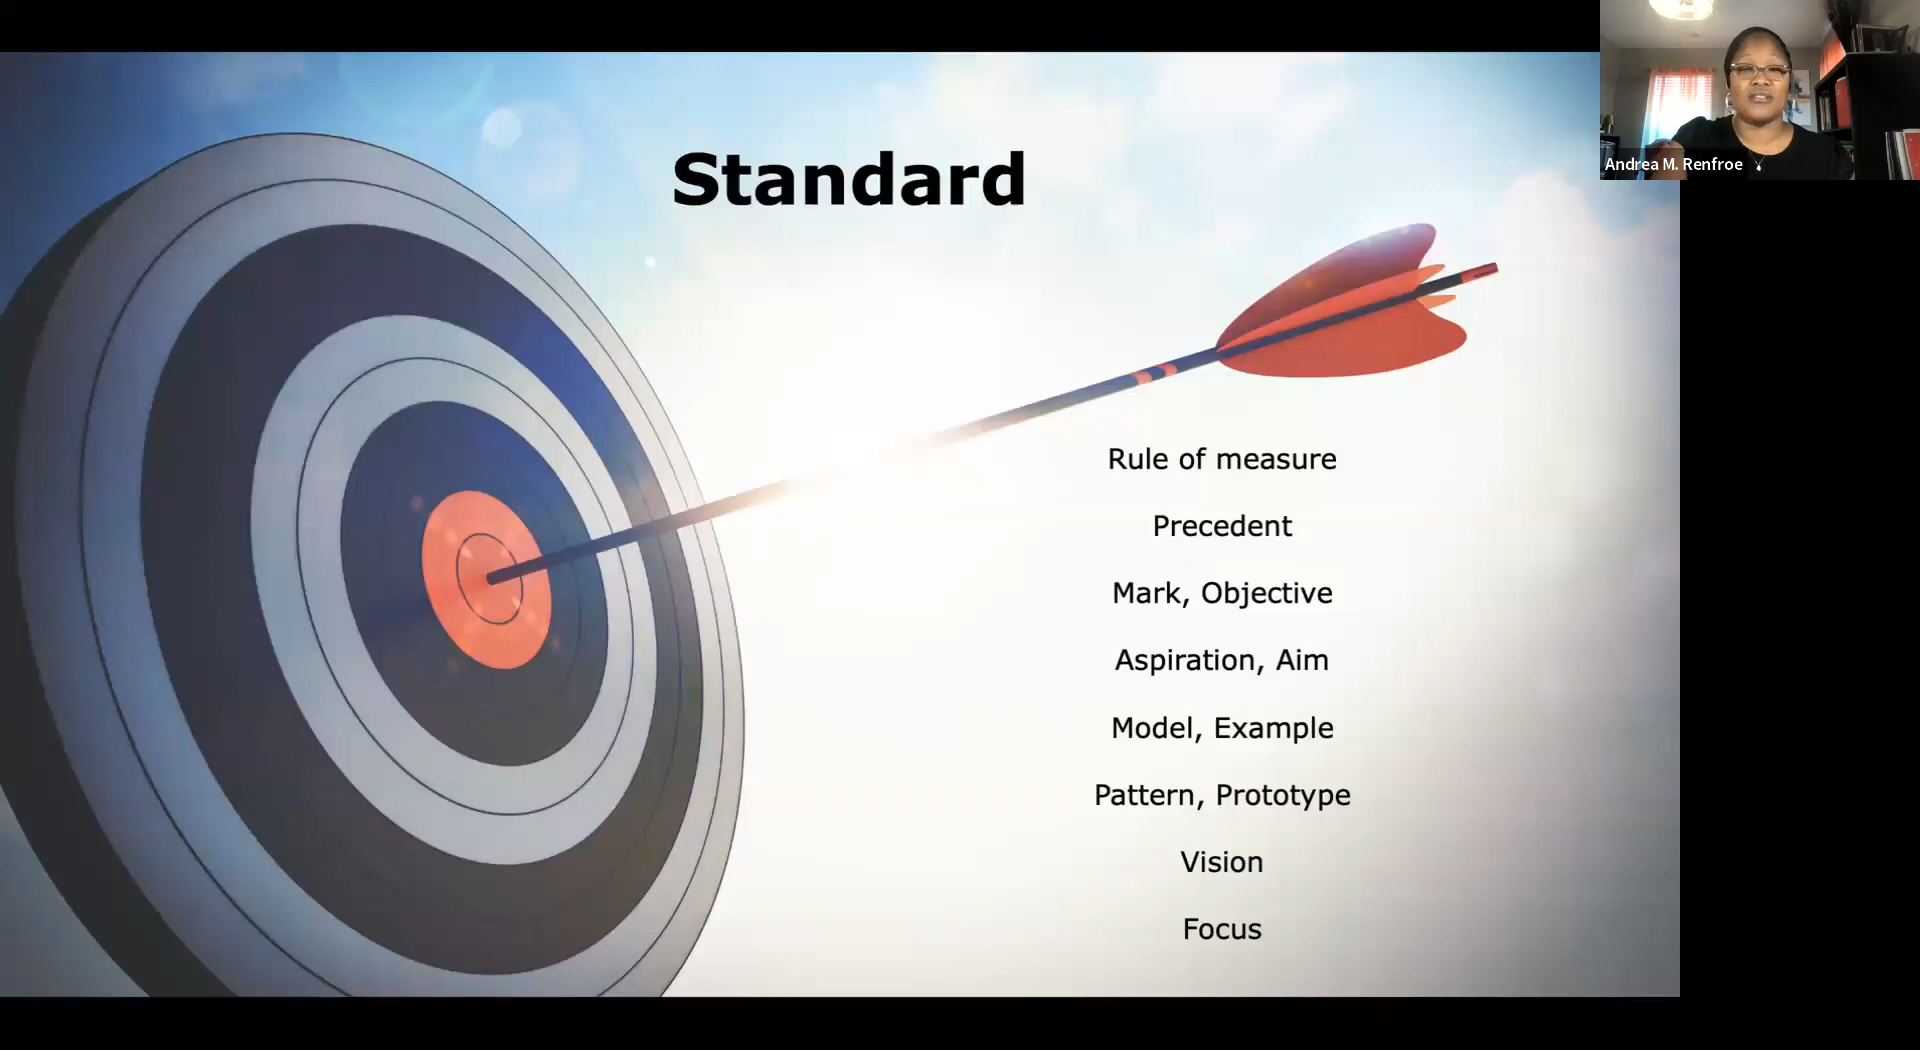 Standard
Andrea M. Renfroe
Rule of measure
Precedent
Mark, Objective
Aspiration, Aim
Model, Example
Pattern, Prototype
Vision
Focus